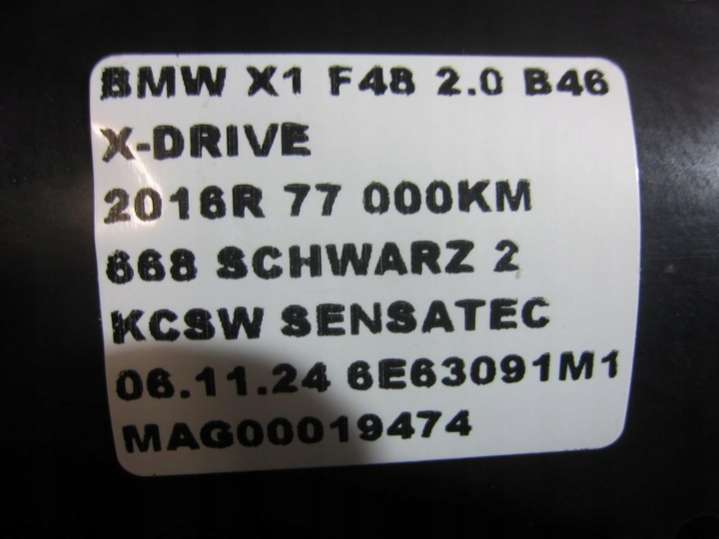 BMW X1 F48 2.0 B46
X-DRIVE
2016R 77 000KM
668 SCHWARZ 2
KCSW SENSATEC
06.11.24 6E63091M1
MAG00019474